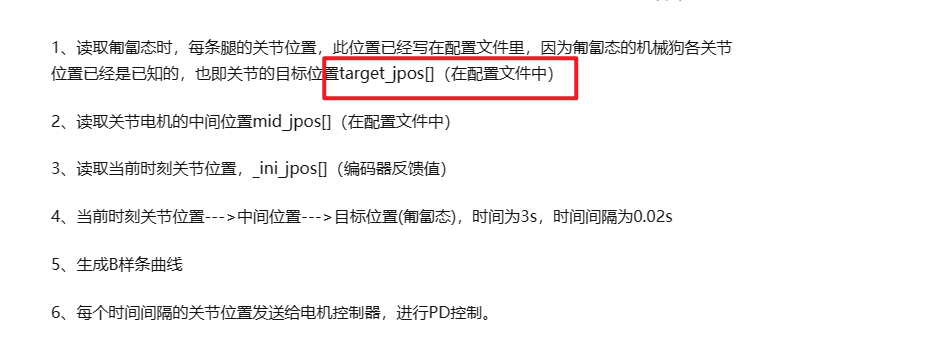 1、读取匍匐态时，每条腿的关节位置，此位置已经写在配置文件里，因为匍匐态的机械狗各关节
位置已经是已知的，也即关节的目标位置target_jpos[]（在配置文件中）
2、读取关节电机的中间位置mid_jpos[]（在配置文件中）
3、读取当前时刻关节位置，_ini_jpos[]（编码器反馈值）
4、当前时刻关节位置--->中间位置--->目标位置(匍匐态)，时间为3s，时间间隔为0.02s
5、生成B样条曲线
6、每个时间间隔的关节位置发送给电机控制器，进行PD控制。